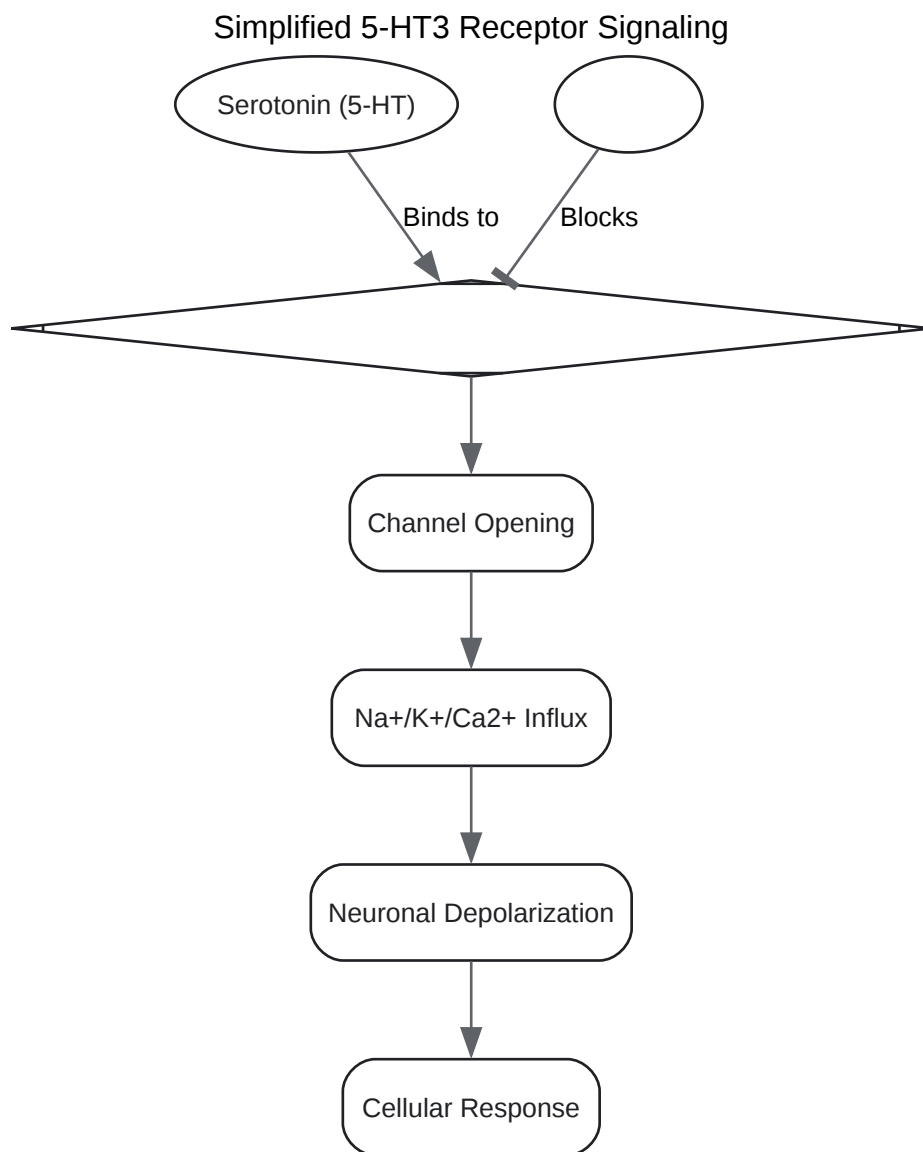 Simplified 5-HT3 Receptor Signaling
Serotonin (5-HT)
Binds to
Blocks
Channel Opening
Na+/K+/Ca2+ Influx
Neuronal Depolarization
Cellular Response